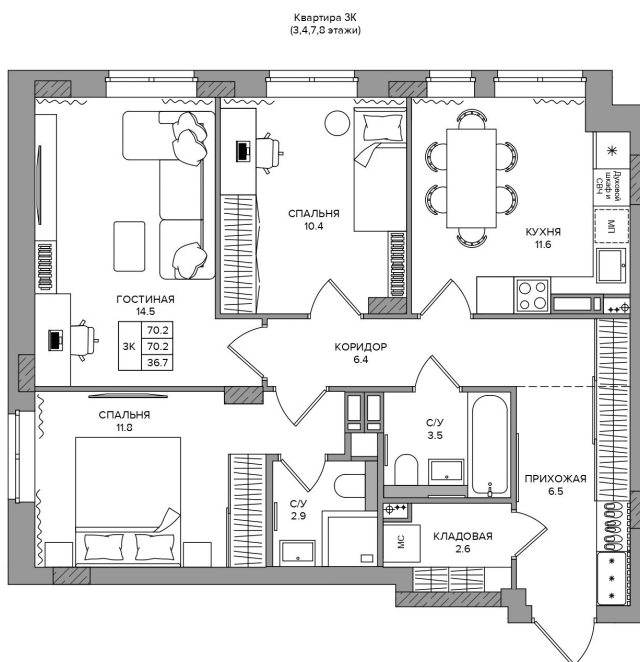 Квартира 3К
(3,4,7,8 этажи)
СПАЛЬНЯ
10.4
Духовой
шкаф и
СВЧ
МП
КУХНЯ
11.6
ГОСТИНАЯ
14.5
3К
70.2
70.2
36.7
КОРИДОР
6.4
СПАЛЬНЯ
11.8
С/У
3.5
ПРИХОЖАЯ
6.5
С/У
2.9
МС
КЛАДОВАЯ
2.6